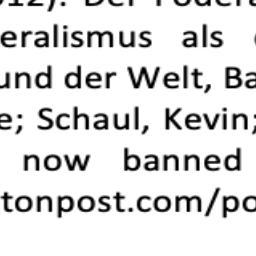 2012). Der Födera
eralismus als
und der Welt, Ba
e; Schaul, Kevin;
now banned
tonpost.com/po